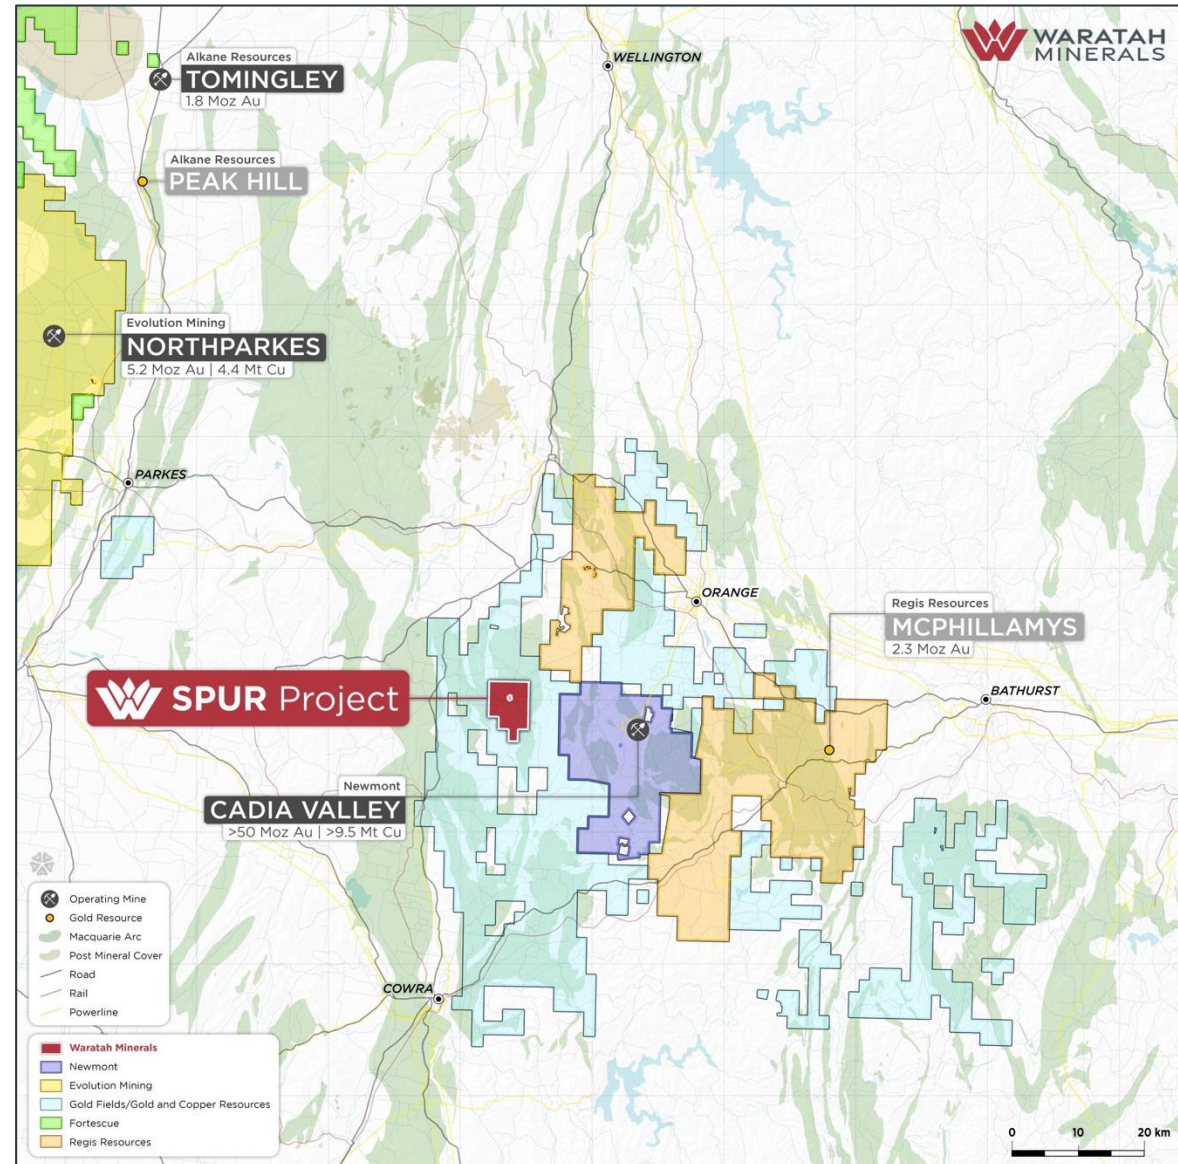 WARATAH
MINERALS
WELLINGTON
Alkane Resources
TOMINGLEY
1.8 Moz Au
Alkane Resources
PEAK HILL
Evolution Mining
NORTHPARKES
5.2 Moz Au | 4.4 Mt Cu
PARKES
ORANGE
Regis Resources
MCPHILLAMYS
2.3 Moz Au
SPUR Project
BATHURST
Newmont
CADIA VALLEY
>50 Moz Au | >9.5 Mt Cu
COWRA
Operating Mine
Gold Resource
Macquarie Arc
Post Mineral Cover
Road
Rail
Powerline
Waratah Minerals
Newmont
Evolution Mining
Gold Fields/Gold and Copper Resources
Fortescue
Regis Resources
0 10 20 km